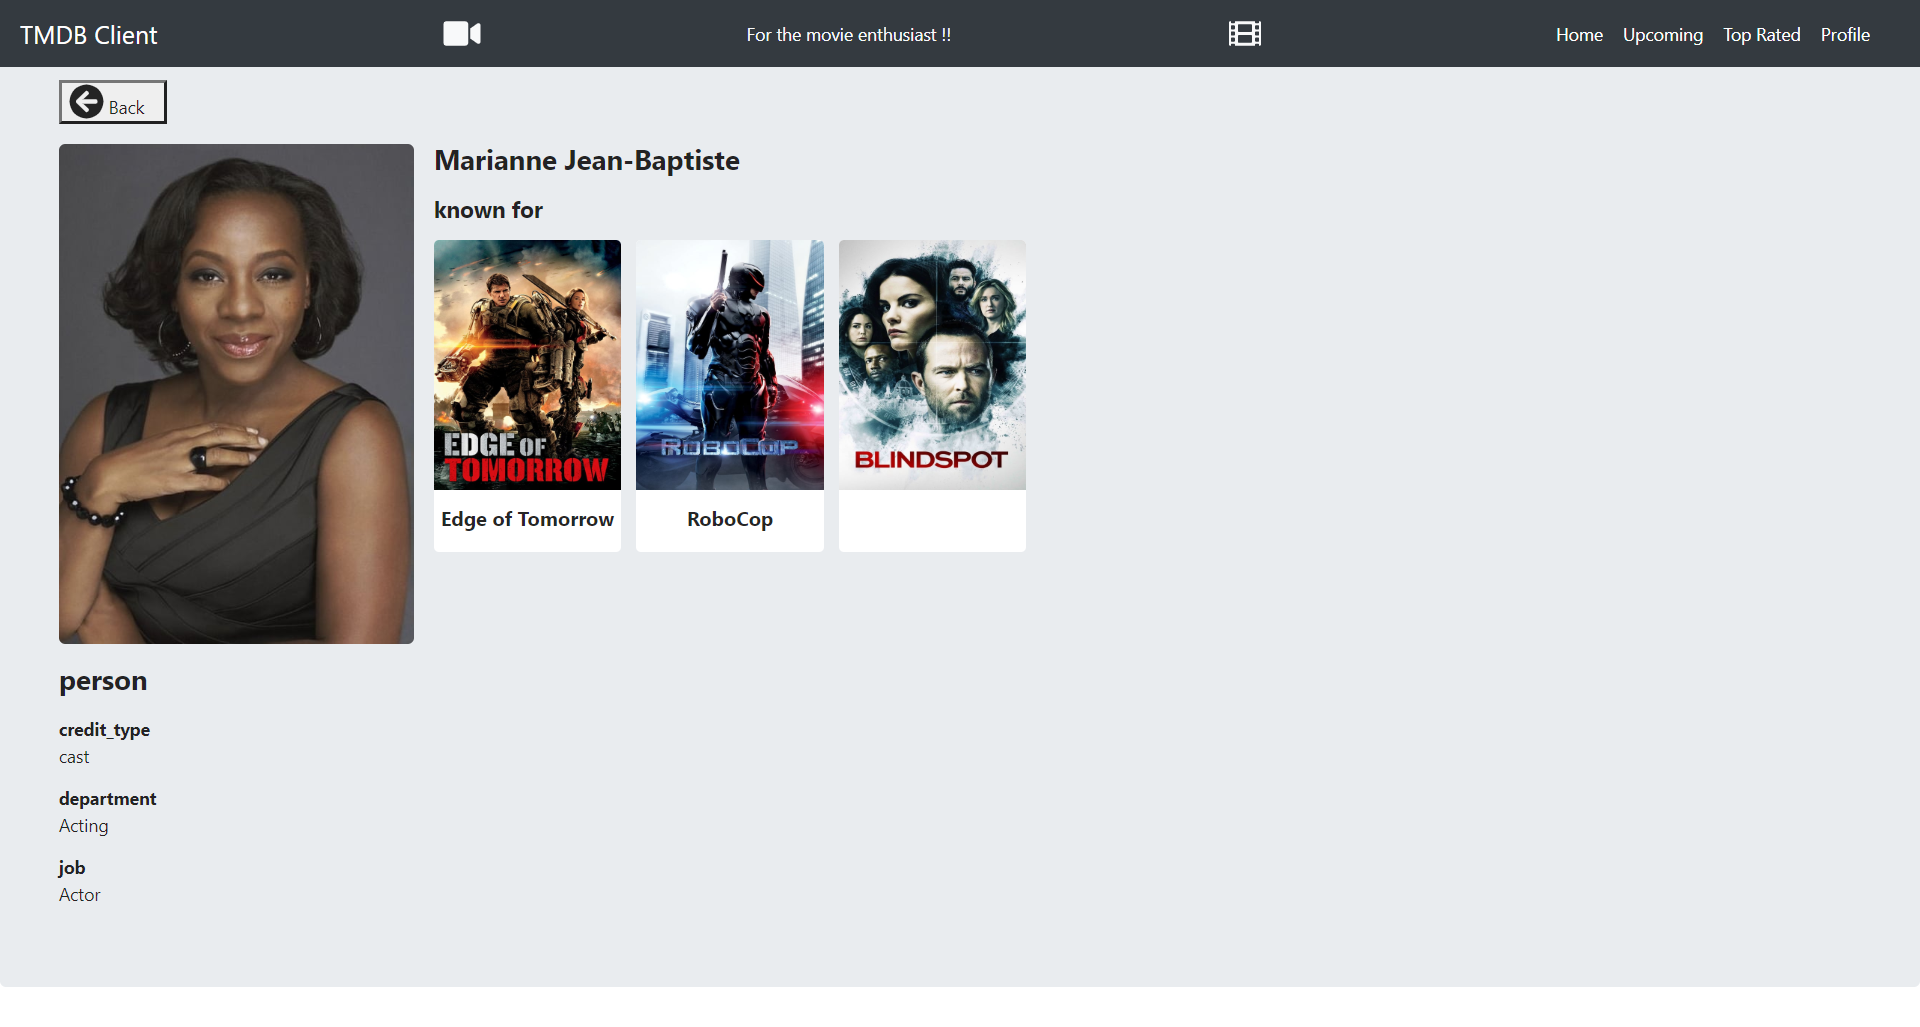 TMDB Client
For the movie enthusiast !!
Home Upcoming Top Rated Profile
Back
Marianne Jean-Baptiste
known for
EDGE OF
TOMORROW
ROBOCOP
BLINDSPOT
Edge of Tomorrow
RoboCop
person
credit_type
cast
department
Acting
job
Actor